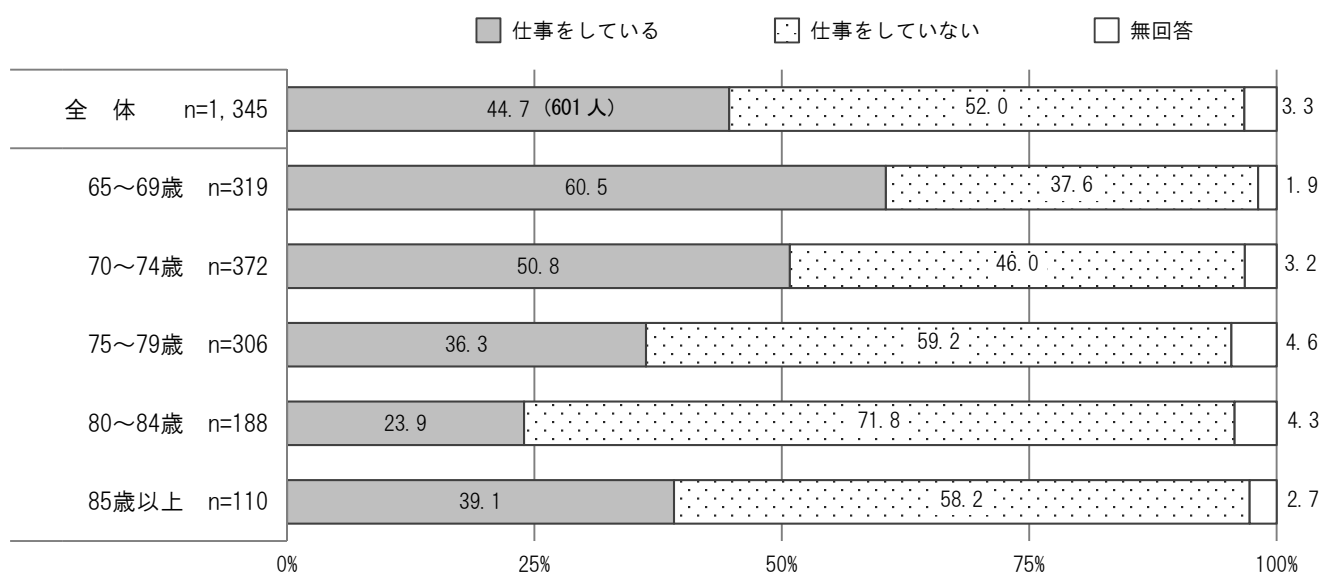 仕事をしている 仕事をしていない 無回答
全 体 n=1,345 44.7 (601人) 52.0 3.3
65～69歳 n=319 60.5 37.6 1.9
70～74歳 n=372 50.8 46.0 3.2
75～79歳 n=306 36.3 59.2 4.6
80～84歳 n=188 23.9 71.8 4.3
85歳以上 n=110 39.1 58.2 2.7
0% 25% 50% 75% 100%